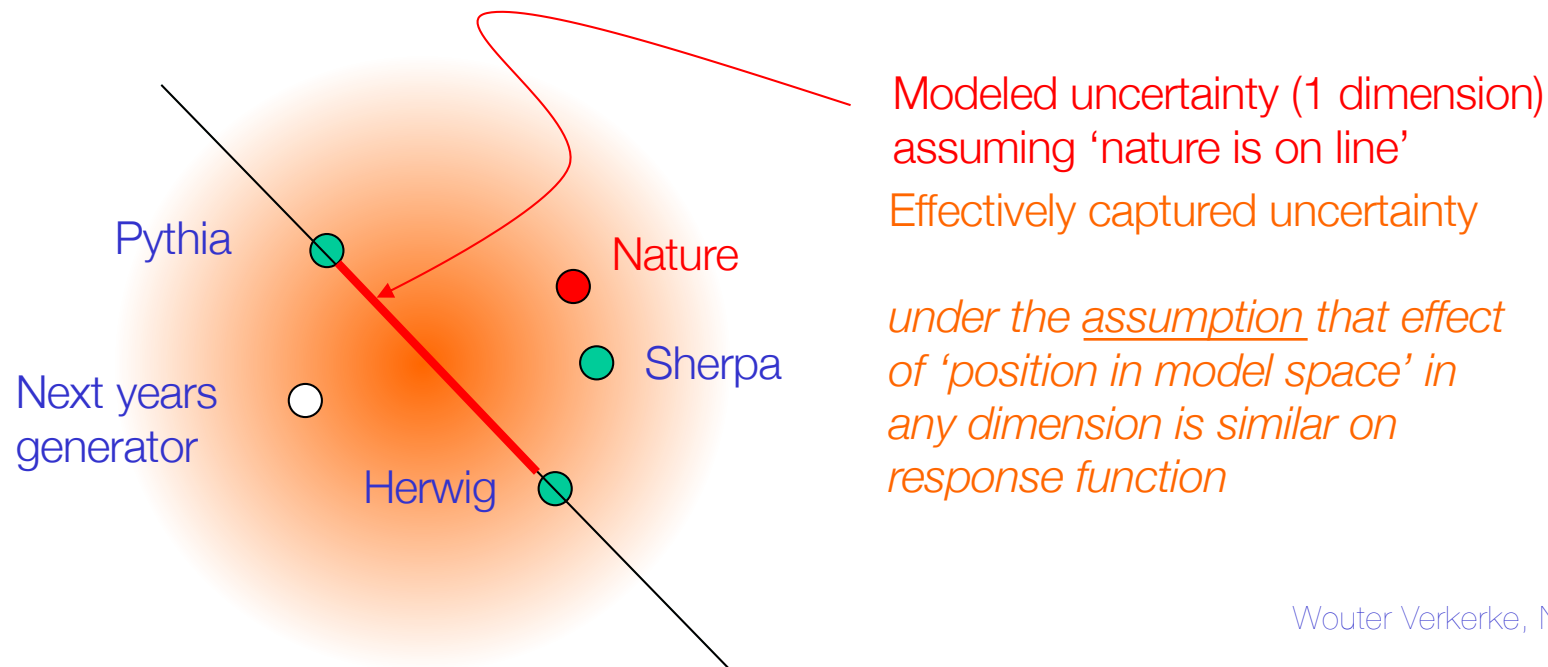 Modeled uncertainty (1 dimension)
assuming ‘nature is on line’
Effectively captured uncertainty
Pythia
Nature
under the assumption that effect
of ‘position in model space’ in
any dimension is similar on
response function
Sherpa
Next years
generator
Herwig
Wouter Verkerke,